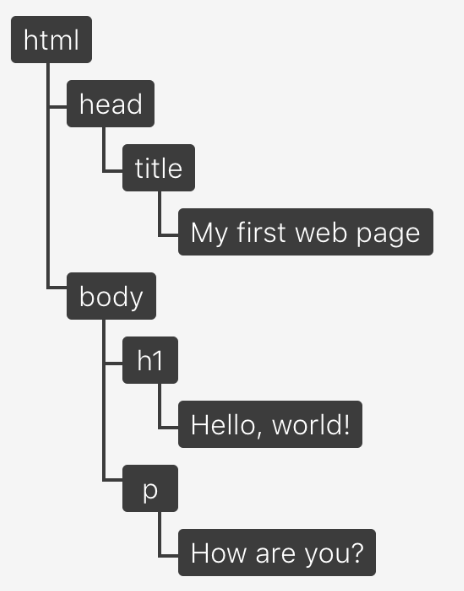 html
head
title
My first web page
body
h1
Hello, world!
p
How are you?